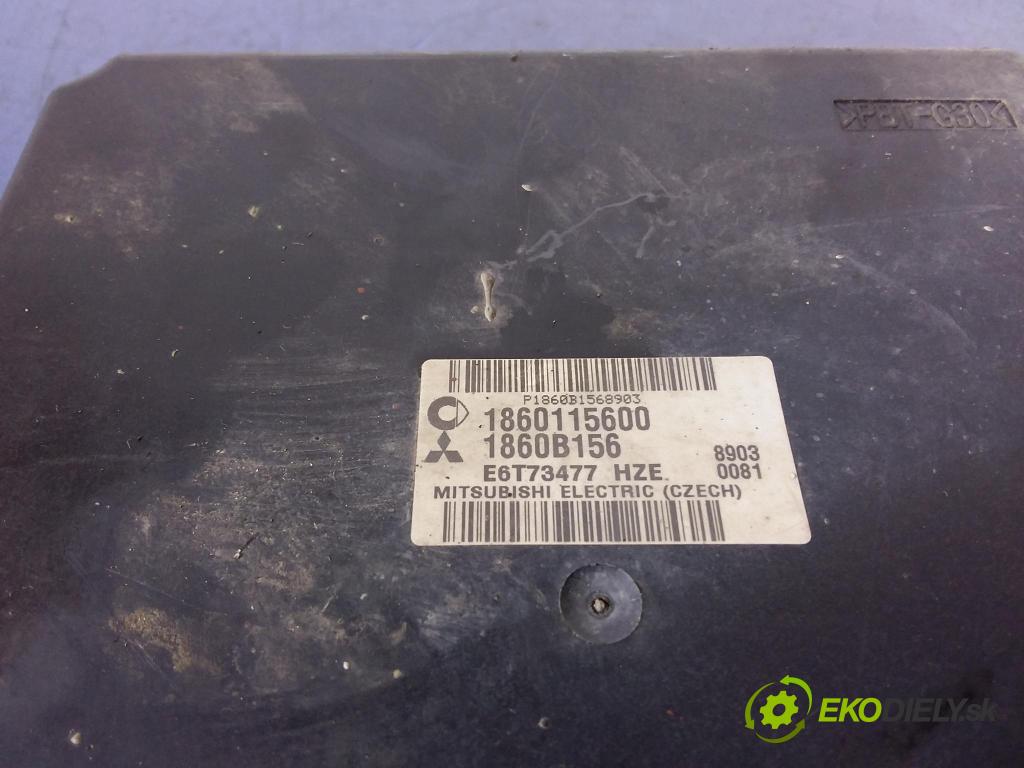 >PBT-G30<
P1860B1568903
1860115600
1860B156 8903
E6T73477 HZE 0081
MITSUBISHI ELECTRIC (CZECH)
EKODIELY.sk